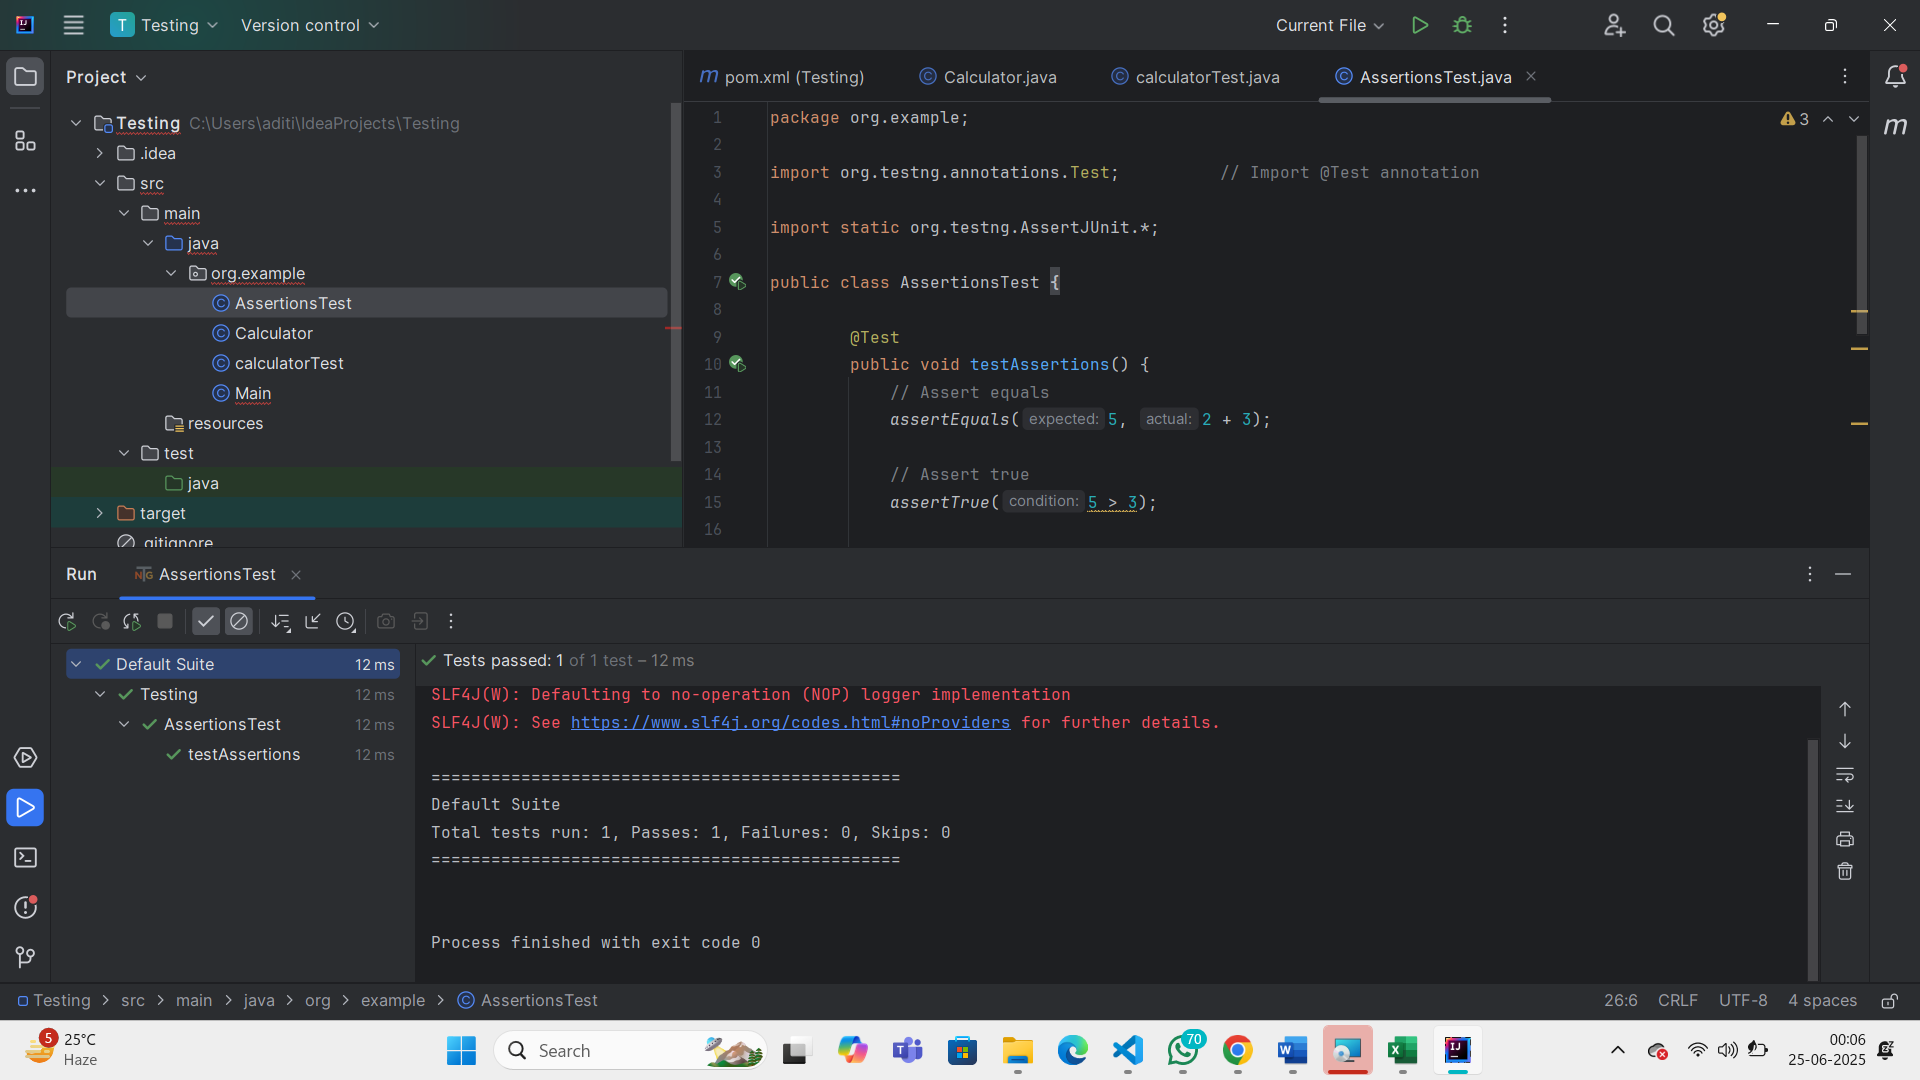 T Testing Version control
Current File
Project
Testing C:\Users\aditi\IdeaProjects\Testing
.idea
src
main
java
org.example
AssertionsTest
Calculator
calculatorTest
Main
resources
test
java
target
.gitignore
m pom.xml (Testing) Calculator.java calculatorTest.java AssertionsTest.java
3
1 package org.example;
2
3 import org.testng.annotations.Test; // Import @Test annotation
4
5 import static org.testng.AssertJUnit.*;
6
7 public class AssertionsTest {
8
9 @Test
10 public void testAssertions() {
11 // Assert equals
12 assertEquals( expected: 5, actual: 2 + 3);
13
14 // Assert true
15 assertTrue( condition: 5 > 3);
16
Run AssertionsTest
Default Suite 12 ms
Testing 12 ms
AssertionsTest 12 ms
testAssertions 12 ms
Tests passed: 1 of 1 test – 12 ms
SLF4J(W): Defaulting to no-operation (NOP) logger implementation
SLF4J(W): See https://www.slf4j.org/codes.html#noProviders for further details.
===============================================
Default Suite
Total tests run: 1, Passes: 1, Failures: 0, Skips: 0
===============================================
Process finished with exit code 0
Testing > src > main > java > org > example > AssertionsTest
26:6 CRLF UTF-8 4 spaces
5
25°C
Haze
Search
70
00:06
25-06-2025